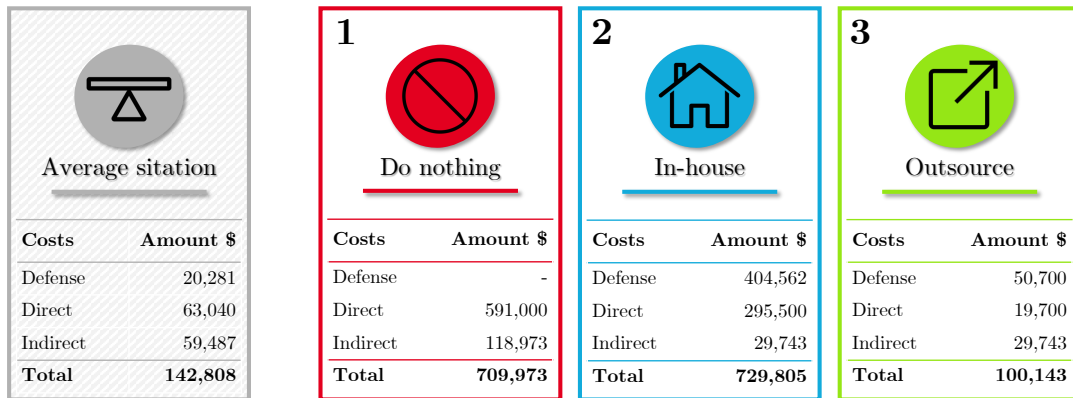 Average sitation
Costs Amount $
Defense 20,281
Direct 63,040
Indirect 59,487
Total 142,808
1
Do nothing
Costs Amount $
Defense -
Direct 591,000
Indirect 118,973
Total 709,973
2
In-house
Costs Amount $
Defense 404,562
Direct 295,500
Indirect 29,743
Total 729,805
3
Outsource
Costs Amount $
Defense 50,700
Direct 19,700
Indirect 29,743
Total 100,143